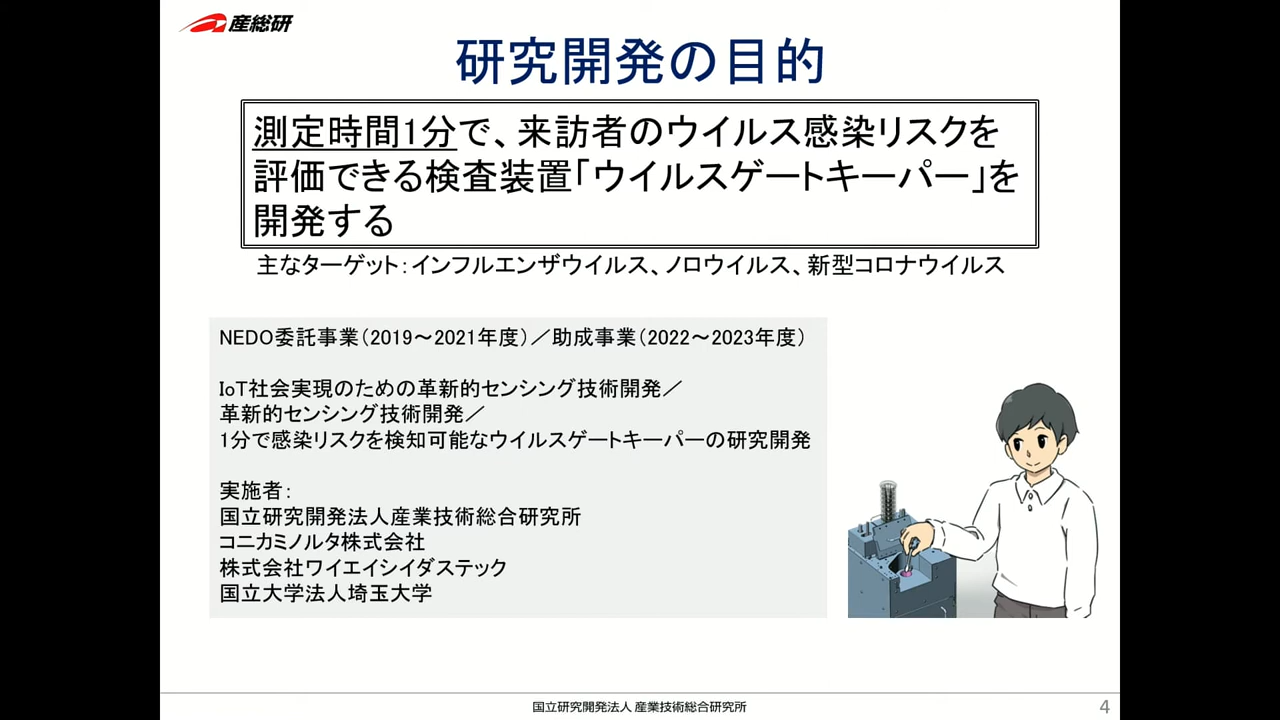 産総研
研究開発の目的
測定時間1分で、来訪者のウイルス感染リスクを
評価できる検査装置「ウイルスゲートキーパー」を
開発する
主なターゲット：インフルエンザウイルス、ノロウイルス、新型コロナウイルス
NEDO委託事業（2019～2021年度）／助成事業（2022～2023年度）
IoT社会実現のための革新的センシング技術開発／
革新的センシング技術開発／
1分で感染リスクを検知可能なウイルスゲートキーパーの研究開発
実施者：
国立研究開発法人産業技術総合研究所
コニカミノルタ株式会社
株式会社ワイエイシイダステック
国立大学法人埼玉大学
国立研究開発法人 産業技術総合研究所
4